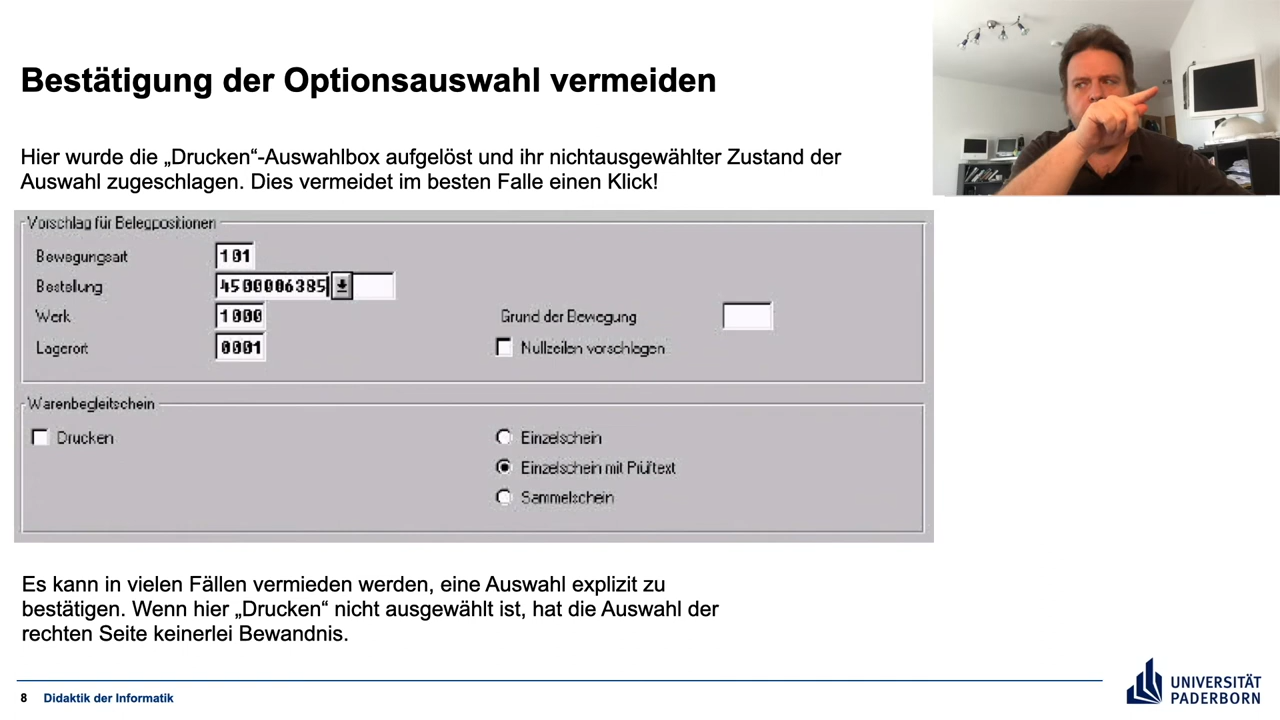 Bestätigung der Optionsauswahl vermeiden
Hier wurde die „Drucken“-Auswahlbox aufgelöst und ihr nichtausgewählter Zustand der
Auswahl zugeschlagen. Dies vermeidet im besten Falle einen Klick!
Vorschlag für Belegpositionen
Bewegungsart 101
Bestellung 4500006385
Werk 1000 Grund der Bewegung
Lagerort 0001 Nullzeilen vorschlagen
Warenbegleitschein
Drucken Einzelschein
Einzelschein mit Prüftext
Sammelschein
Es kann in vielen Fällen vermieden werden, eine Auswahl explizit zu
bestätigen. Wenn hier „Drucken“ nicht ausgewählt ist, hat die Auswahl der
rechten Seite keinerlei Bewandnis.
8 Didaktik der Informatik
UNIVERSITÄT
PADERBORN